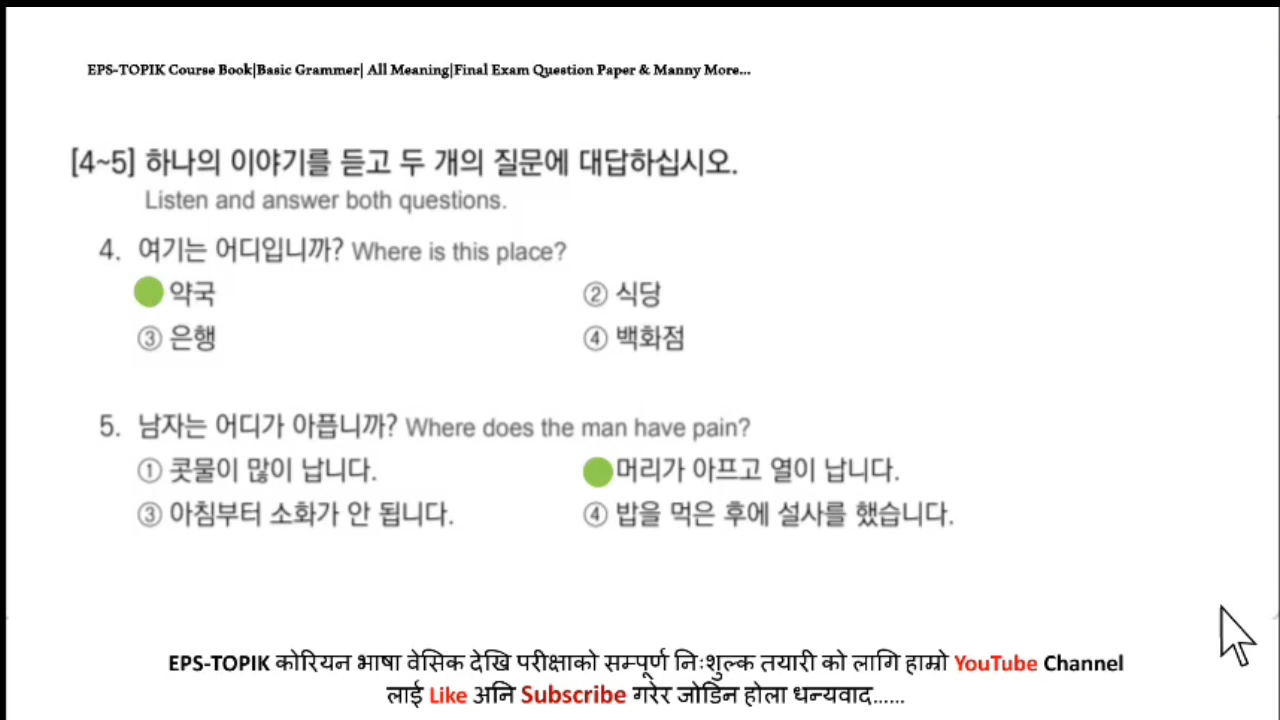 EPS-TOPIK Course Book|Basic Grammer| All Meaning|Final Exam Question Paper & Manny More...
[4~5] 하나의 이야기를 듣고 두 개의 질문에 대답하십시오.
Listen and answer both questions.
4. 여기는 어디입니까? Where is this place?
약국 ② 식당
③ 은행 ④ 백화점
5. 남자는 어디가 아픕니까? Where does the man have pain?
① 콧물이 많이 납니다. 머리가 아프고 열이 납니다.
③ 아침부터 소화가 안 됩니다. ④ 밥을 먹은 후에 설사를 했습니다.
EPS-TOPIK कोरियन भाषा वेसिक देखि परीक्षाको सम्पूर्ण निःशुल्क तयारी को लागि हाम्रो YouTube Channel
लाई Like अनि Subscribe गरेर जोडिन होला धन्यवाद......